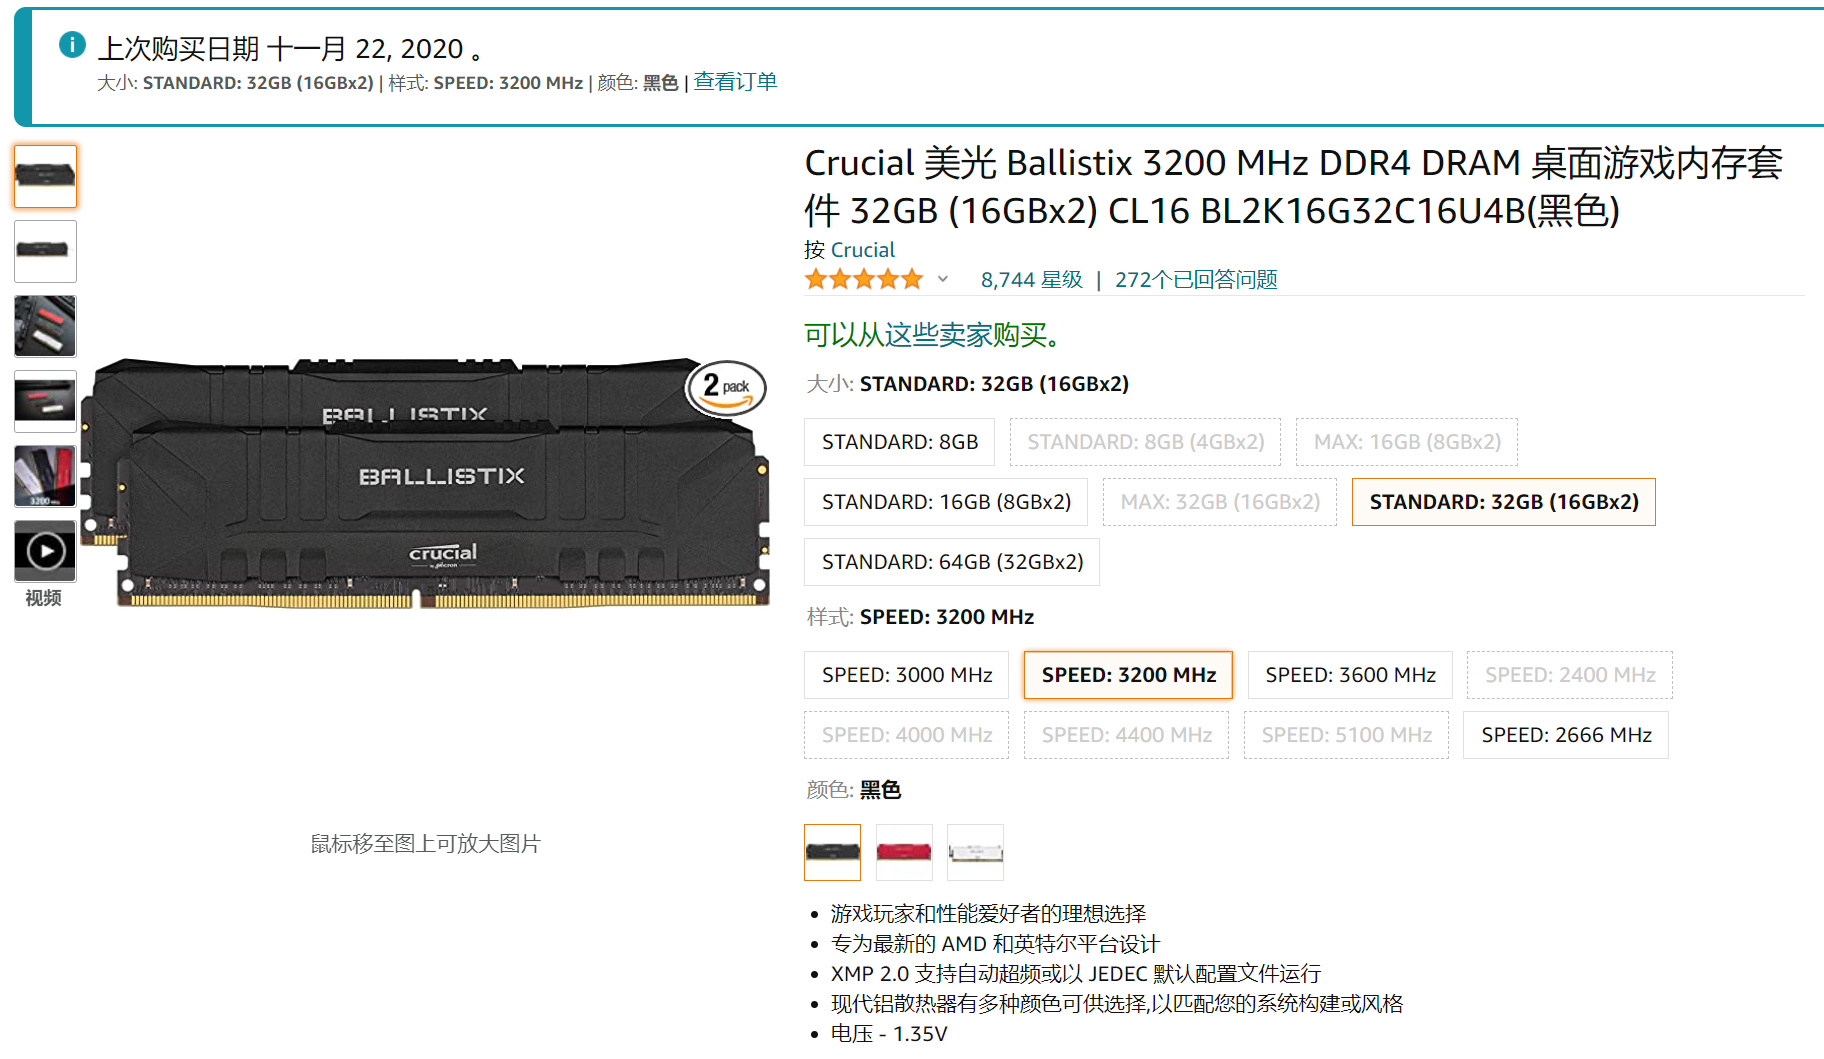 上次购买日期 十一月 22, 2020 。
大小: STANDARD: 32GB (16GBx2) | 样式: SPEED: 3200 MHz | 颜色: 黑色 | 查看订单
Crucial 美光 Ballistix 3200 MHz DDR4 DRAM 桌面游戏内存套
件 32GB (16GBx2) CL16 BL2K16G32C16U4B(黑色)
按 Crucial
8,744 星级 | 272个已回答问题
可以从这些卖家购买。
大小: STANDARD: 32GB (16GBx2)
STANDARD: 8GB
STANDARD: 8GB (4GBx2)
MAX: 16GB (8GBx2)
STANDARD: 16GB (8GBx2)
MAX: 32GB (16GBx2)
STANDARD: 32GB (16GBx2)
STANDARD: 64GB (32GBx2)
样式: SPEED: 3200 MHz
SPEED: 3000 MHz
SPEED: 3200 MHz
SPEED: 3600 MHz
SPEED: 2400 MHz
SPEED: 4000 MHz
SPEED: 4400 MHz
SPEED: 5100 MHz
SPEED: 2666 MHz
颜色: 黑色
游戏玩家和性能爱好者的理想选择
专为最新的 AMD 和英特尔平台设计
XMP 2.0 支持自动超频或以 JEDEC 默认配置文件运行
现代铝散热器有多种颜色可供选择,以匹配您的系统构建或风格
电压 - 1.35V
2 pack
BALLISTIX
BALLISTIX
crucial
by Micron
3200 MHz
视频
鼠标移至图上可放大图片